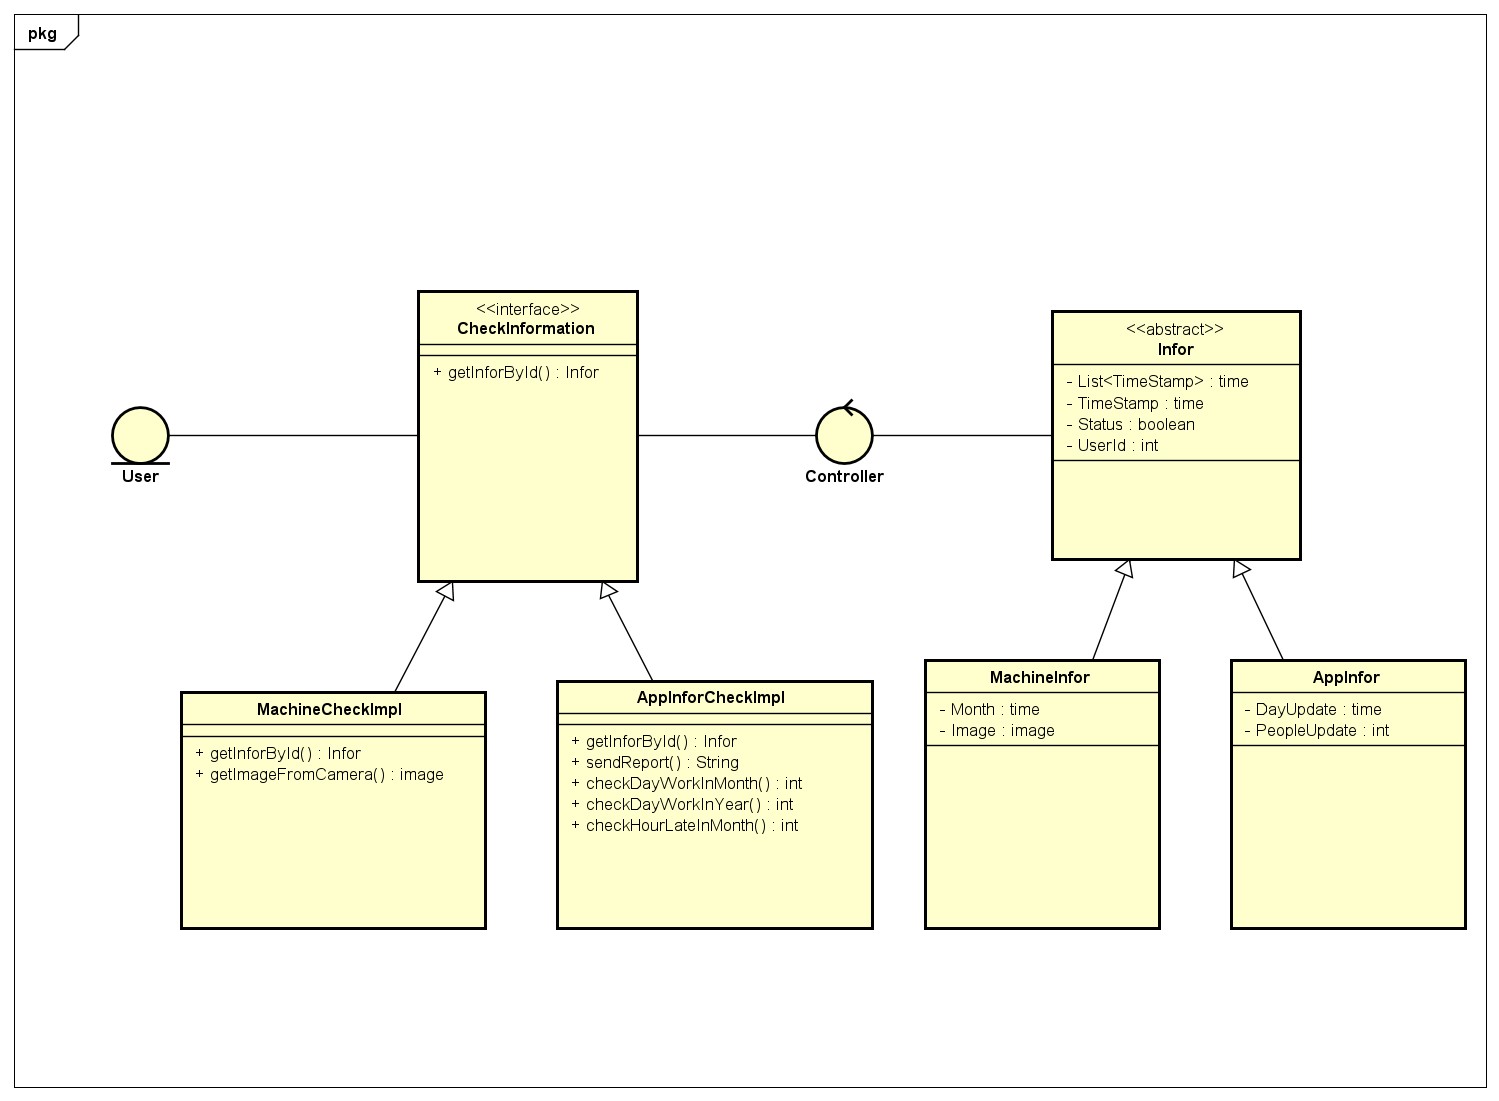 pkg
<<interface>>
CheckInformation
+ getInforById() : Infor
<<abstract>>
Infor
- List<TimeStamp> : time
- TimeStamp : time
- Status : boolean
- UserId : int
User
Controller
MachineCheckImpl
+ getInforById() : Infor
+ getImageFromCamera() : image
AppInforCheckImpl
+ getInforById() : Infor
+ sendReport() : String
+ checkDayWorkInMonth() : int
+ checkDayWorkInYear() : int
+ checkHourLateInMonth() : int
MachineInfor
- Month : time
- Image : image
AppInfor
- DayUpdate : time
- PeopleUpdate : int